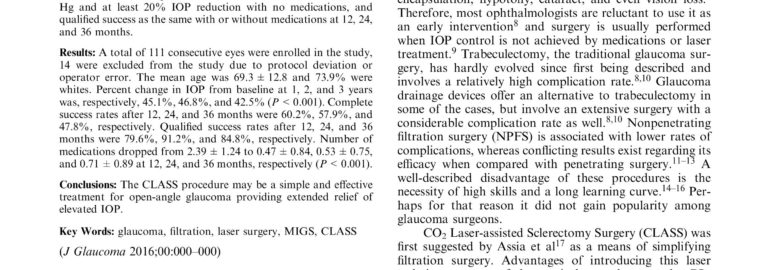 Hg and at least 20% IOP reduction with no medications, and
qualified success as the same with or without medications at 12, 24,
and 36 months.
Results: A total of 111 consecutive eyes were enrolled in the study,
14 were excluded from the study due to protocol deviation or
operator error. The mean age was 69.3 ± 12.8 and 73.9% were
whites. Percent change in IOP from baseline at 1, 2, and 3 years
was, respectively, 45.1%, 46.8%, and 42.5% (P < 0.001). Complete
success rates after 12, 24, and 36 months were 60.2%, 57.9%, and
47.8%, respectively. Qualified success rates after 12, 24, and 36
months were 79.6%, 91.2%, and 84.8%, respectively. Number of
medications dropped from 2.39 ± 1.24 to 0.47 ± 0.84, 0.53 ± 0.75,
and 0.71 ± 0.89 at 12, 24, and 36 months, respectively (P < 0.001).
Conclusions: The CLASS procedure may be a simple and effective
treatment for open-angle glaucoma providing extended relief of
elevated IOP.
Key Words: glaucoma, filtration, laser surgery, MIGS, CLASS
(J Glaucoma 2016;00:000–000)
encapsulation, hypotony, cataract, and even vision loss.
Therefore, most ophthalmologists are reluctant to use it as
an early intervention8 and surgery is usually performed
when IOP control is not achieved by medications or laser
treatment.9 Trabeculectomy, the traditional glaucoma sur-
gery, has hardly evolved since first being described and
involves a relatively high complication rate.8,10 Glaucoma
drainage devices offer an alternative to trabeculectomy in
some of the cases, but involve an extensive surgery with a
considerable complication rate as well.8,10 Nonpenetrating
filtration surgery (NPFS) is associated with lower rates of
complications, whereas conflicting results exist regarding its
efficacy when compared with penetrating surgery.11–13 A
well-described disadvantage of these procedures is the
necessity of high skills and a long learning curve.14–16 Per-
haps for that reason it did not gain popularity among
glaucoma surgeons.
CO2 Laser-assisted Sclerectomy Surgery (CLASS) was
first suggested by Assia et al17 as a means of simplifying
filtration surgery. Advantages of introducing this laser